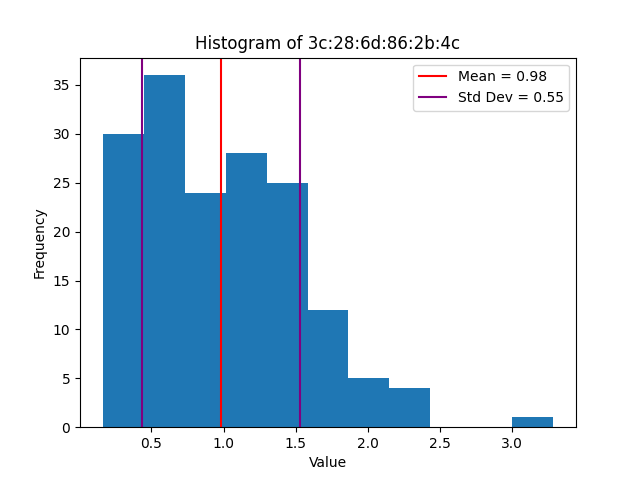 Histogram of 3c:28:6d:86:2b:4c
Mean = 0.98
Std Dev = 0.55
Frequency
35
30
25
20
15
10
5
0
0.5 1.0 1.5 2.0 2.5 3.0
Value